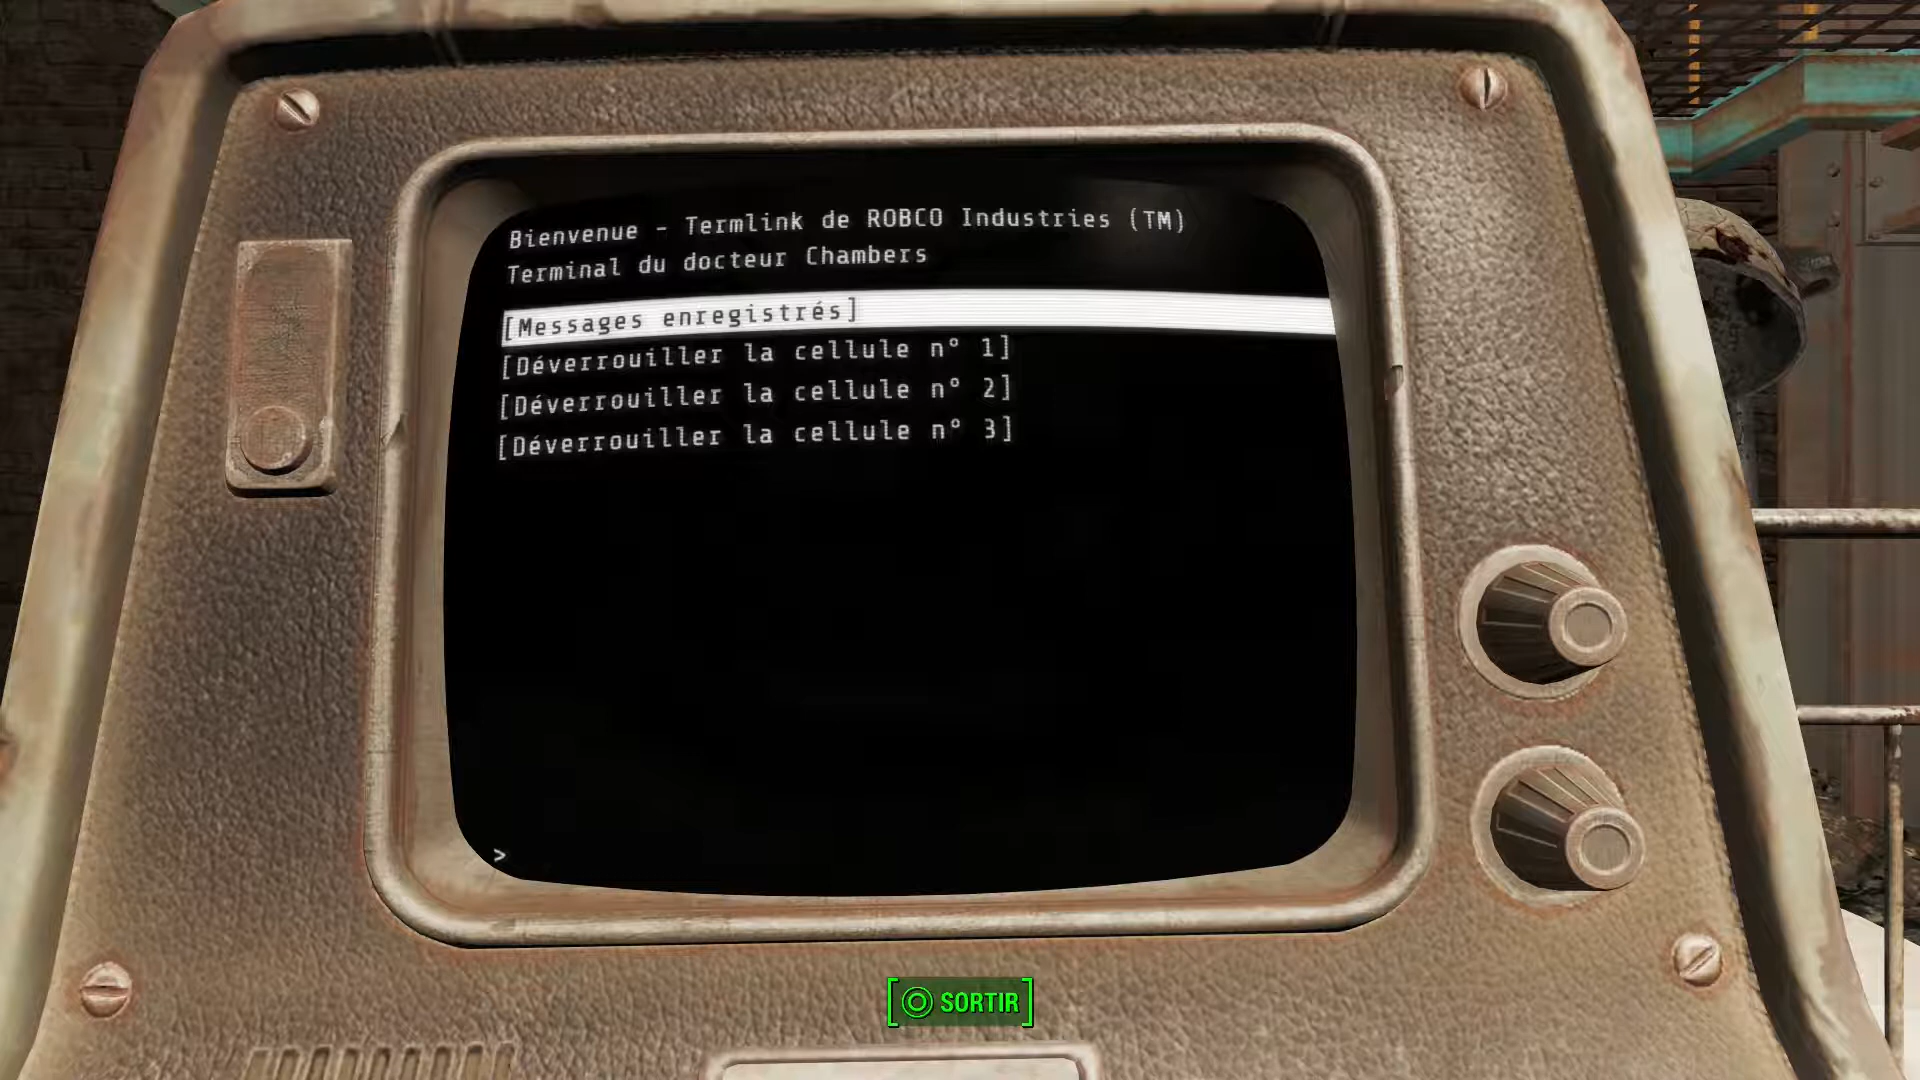 Bienvenue - Termlink de ROBCO Industries (TM)
Terminal du docteur Chambers
[Messages enregistrés]
[Déverrouiller la cellule n° 1]
[Déverrouiller la cellule n° 2]
[Déverrouiller la cellule n° 3]
>
SORTIR